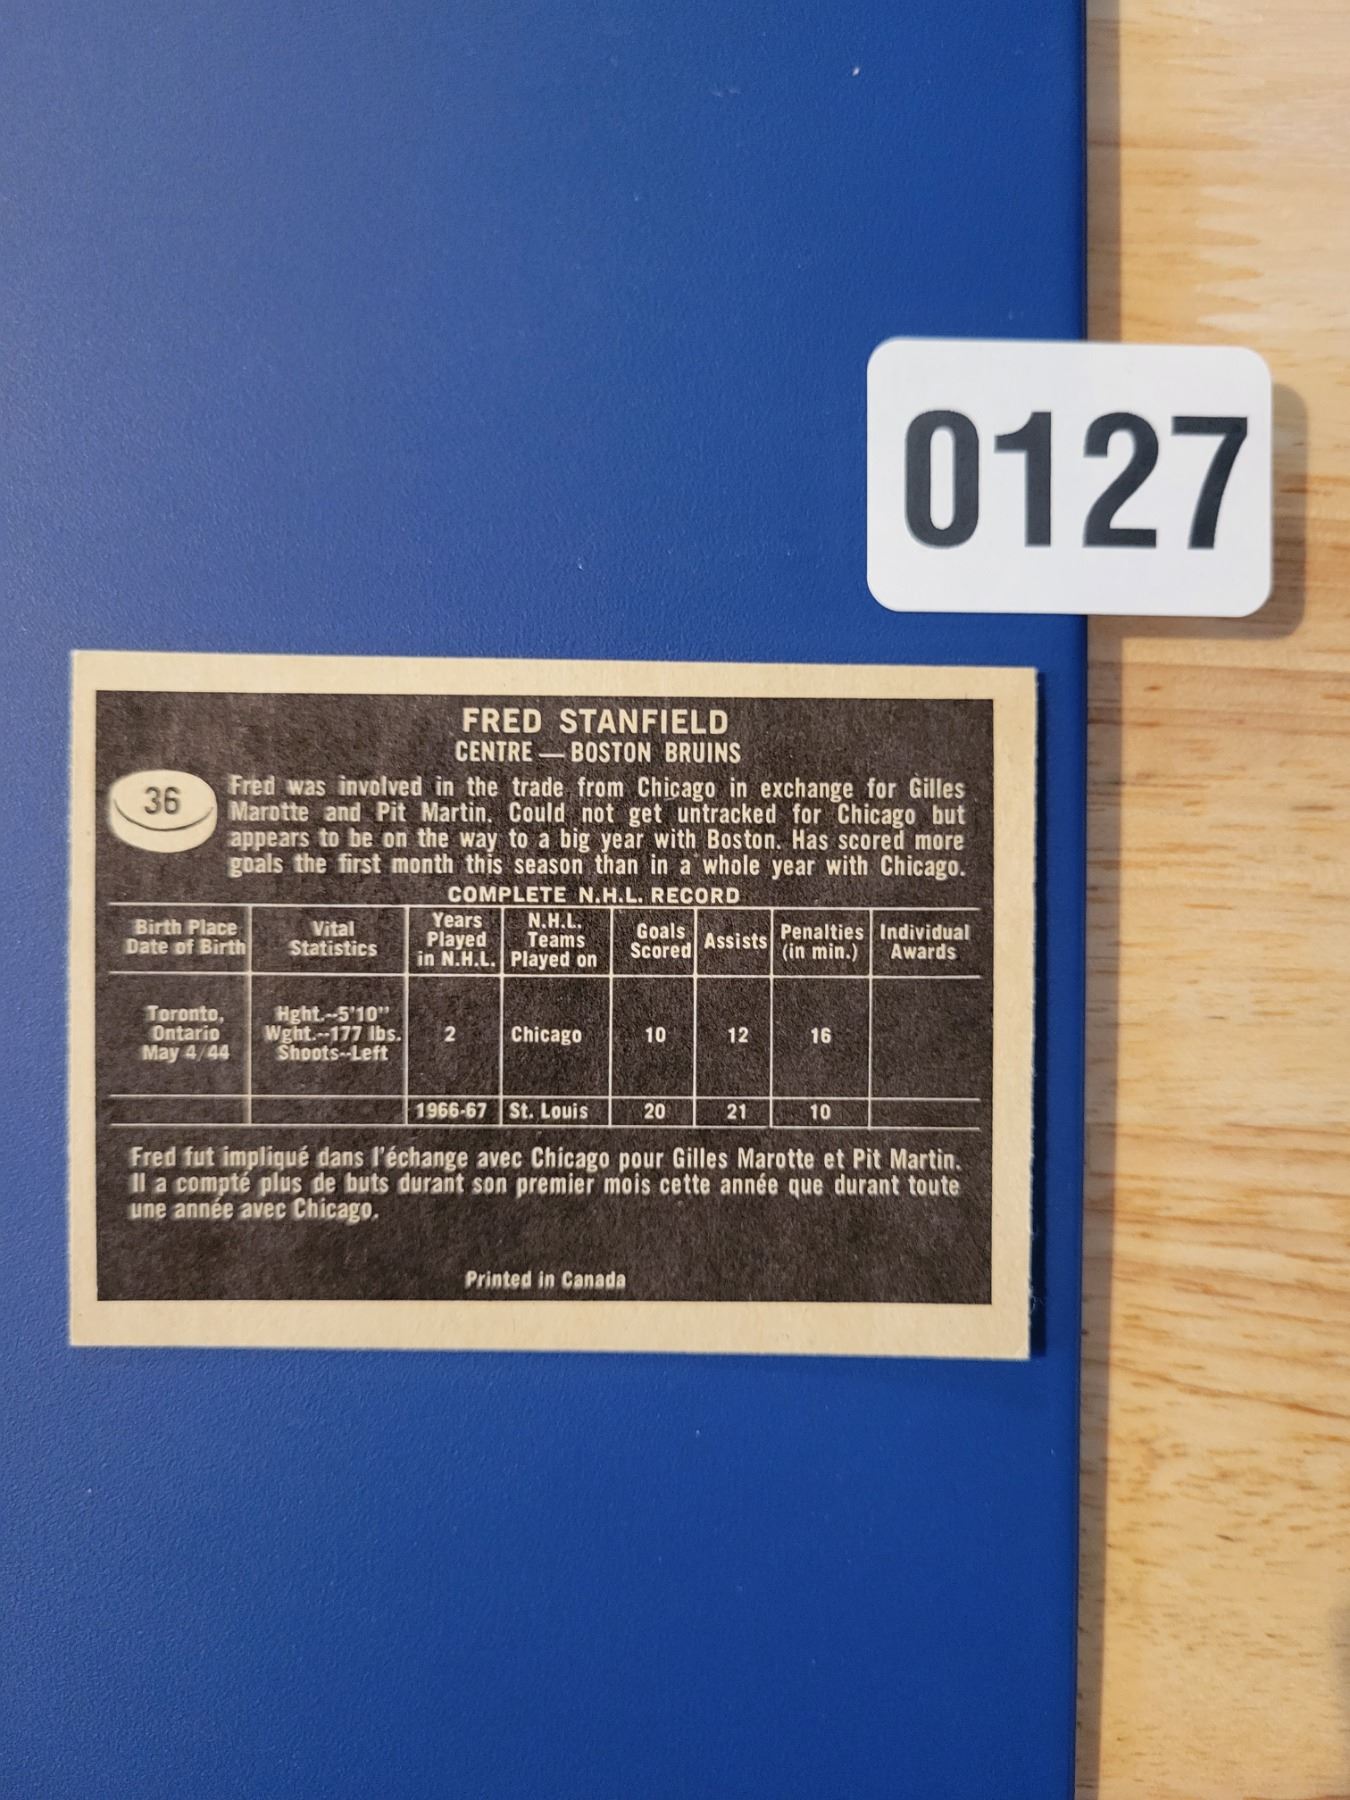 0127
FRED STANFIELD
CENTRE — BOSTON BRUINS
36
Fred was involved in the trade from Chicago in exchange for Gilles
Marotte and Pit Martin. Could not get untracked for Chicago but
appears to be on the way to a big year with Boston. Has scored more
goals the first month this season than in a whole year with Chicago.
COMPLETE N.H.L. RECORD
Birth Place
Date of Birth
Vital
Statistics
Years
Played
in N.H.L.
N.H.L.
Teams
Played on
Goals
Scored
Assists
Penalties
(in min.)
Individual
Awards
Toronto,
Ontario
May 4/44
Hght.--5'10"
Wght.--177 lbs.
Shoots--Left
2
Chicago
10
12
16
1966-67
St. Louis
20
21
10
Fred fut impliqué dans l'échange avec Chicago pour Gilles Marotte et Pit Martin.
Il a compté plus de buts durant son premier mois cette année que durant toute
une année avec Chicago.
Printed in Canada